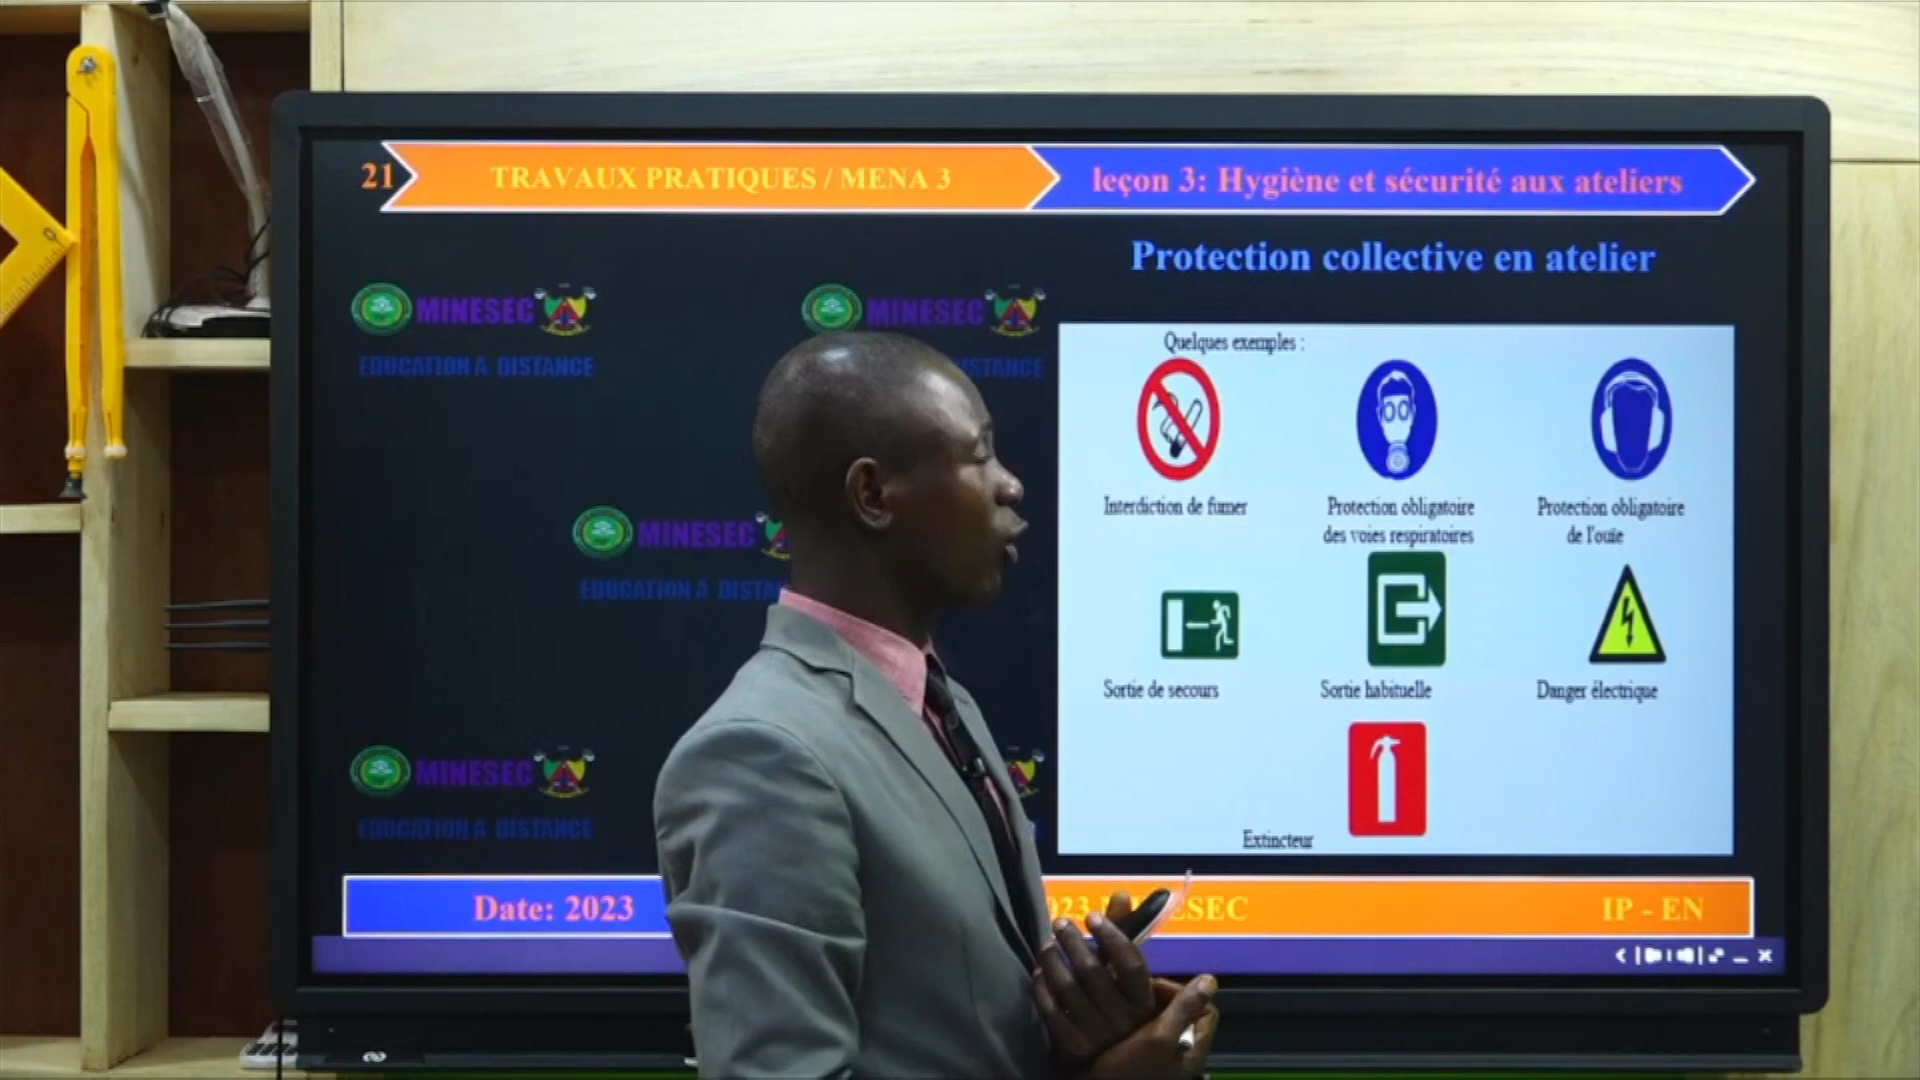 21
TRAVAUX PRATIQUES / MENA 3
leçon 3: Hygiène et sécurité aux ateliers
Protection collective en atelier
MINESEC
EDUCATION A DISTANCE
MINESEC
Quelques exemples :
Interdiction de fumer
Protection obligatoire
des voies respiratoires
Protection obligatoire
de l'ouïe
MINESEC
EDUCATION A
Sortie de secours
Sortie habituelle
Danger électrique
MINESEC
EDUCATION A DISTANCE
Extincteur
Date: 2023
IP - EN